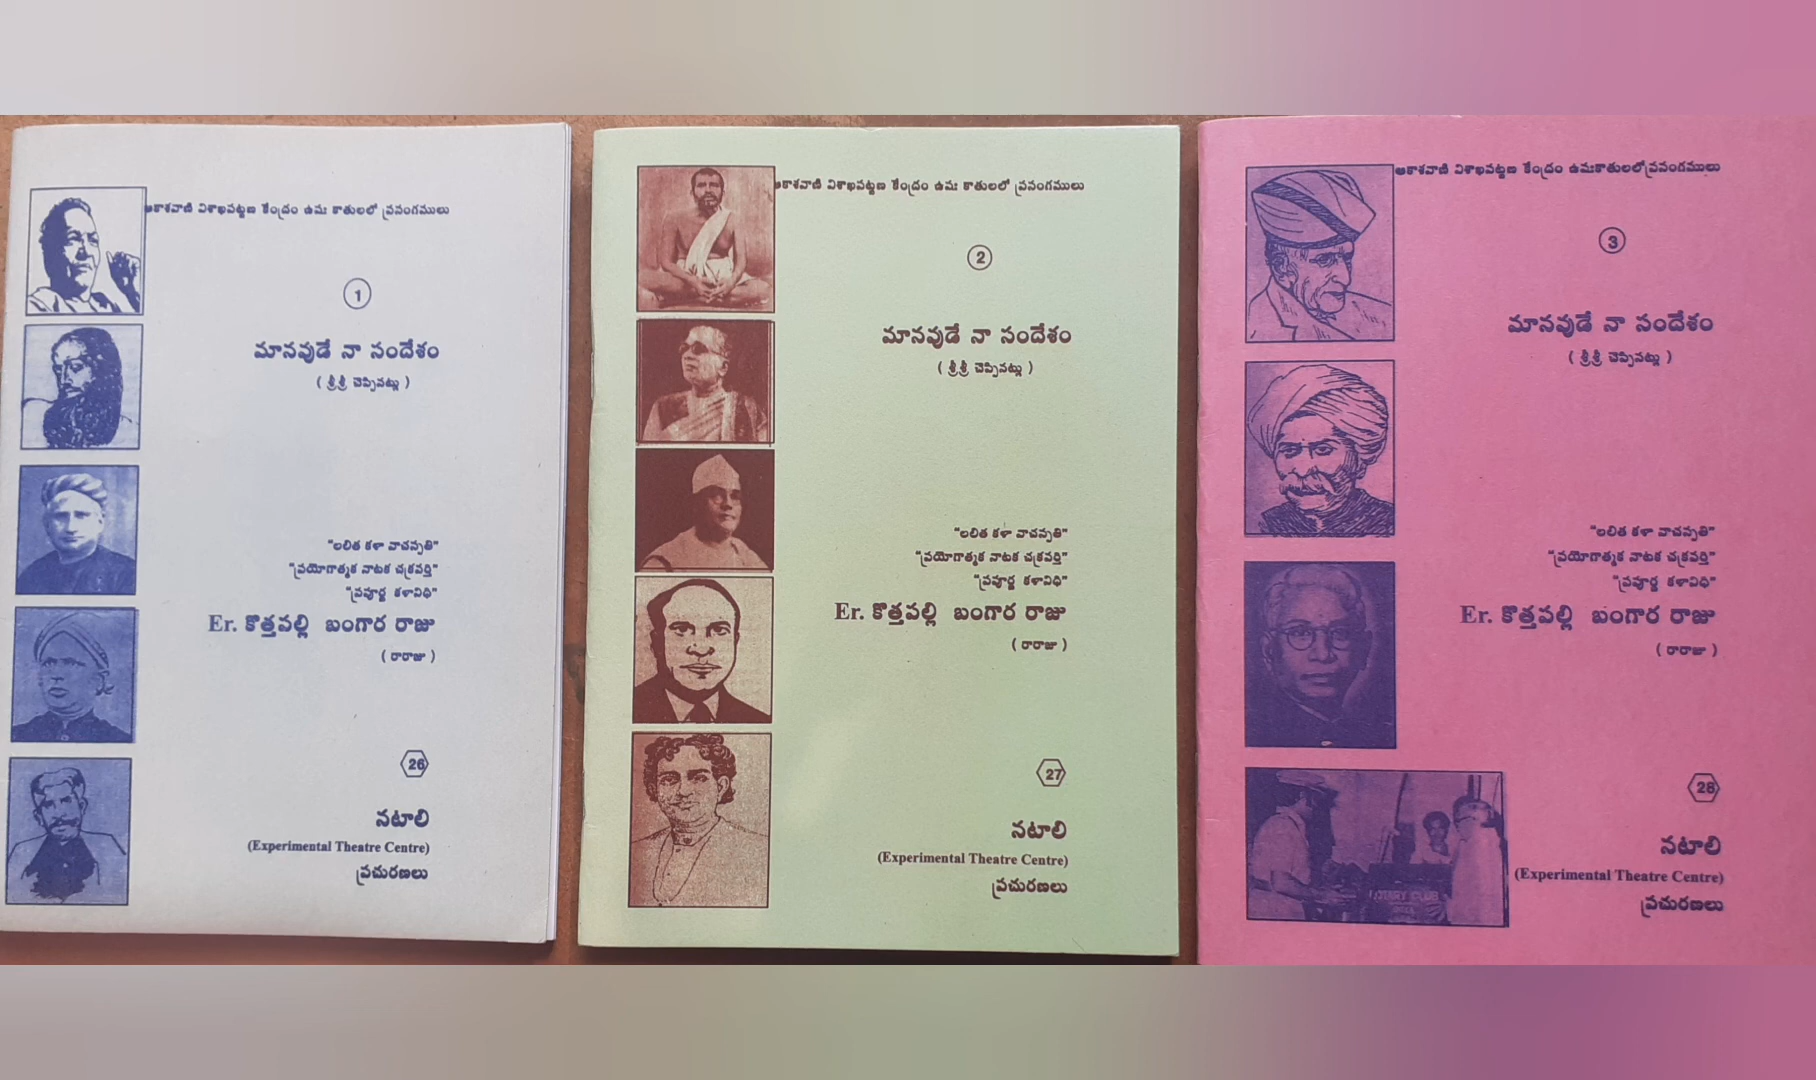 ఆకాశవాణి విశాఖపట్టణ కేంద్రం ఉషః కాతులలో ప్రసంగములు
1
మానవుడే నా సందేశం
( శ్రీశ్రీ చెప్పినట్లు )
"లలిత కళా వాచస్పతి"
"ప్రయోగాత్మక నాటక చక్రవర్తి"
"ప్రపూర్ణ కళానిధి"
Er. కొత్తపల్లి బంగార రాజు
( రారాజు )
26
నటాలి
(Experimental Theatre Centre)
ప్రచురణలు
ఆకాశవాణి విశాఖపట్టణ కేంద్రం ఉషః కాతులలో ప్రసంగములు
2
మానవుడే నా సందేశం
( శ్రీశ్రీ చెప్పినట్లు )
"లలిత కళా వాచస్పతి"
"ప్రయోగాత్మక నాటక చక్రవర్తి"
"ప్రపూర్ణ కళానిధి"
Er. కొత్తపల్లి బంగార రాజు
( రారాజు )
27
నటాలి
(Experimental Theatre Centre)
ప్రచురణలు
ఆకాశవాణి విశాఖపట్టణ కేంద్రం ఉషఃకాతులలో ప్రసంగములు
3
మానవుడే నా సందేశం
( శ్రీశ్రీ చెప్పినట్లు )
"లలిత కళా వాచస్పతి"
"ప్రయోగాత్మక నాటక చక్రవర్తి"
"ప్రపూర్ణ కళానిధి"
Er. కొత్తపల్లి బంగార రాజు
( రారాజు )
28
నటాలి
(Experimental Theatre Centre)
ప్రచురణలు
CLUB